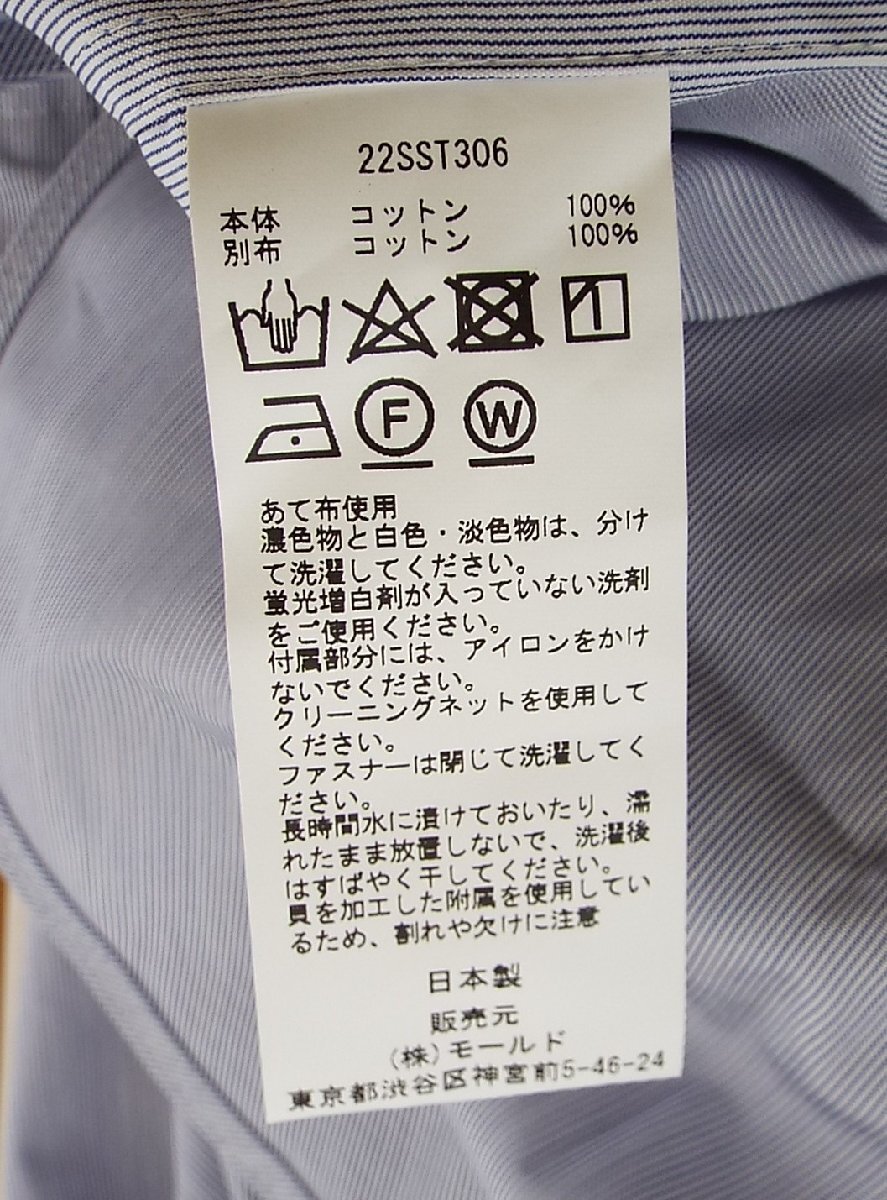 22SST306
本体 コットン 100%
別布 コットン 100%
F W
あて布使用
濃色物と白色・淡色物は、分け
て洗濯してください。
蛍光増白剤が入っていない洗剤
をご使用ください。
付属部分には、アイロンをかけ
ないでください。
クリーニングネットを使用して
ください。
ファスナーは閉じて洗濯してく
ださい。
長時間水に漬けておいたり、濡
れたまま放置しないで、洗濯後
はすばやく干してください。
貝を加工した附属を使用してい
るため、割れや欠けに注意
日本製
販売元
(株)モールド
東京都渋谷区神宮前5-46-24